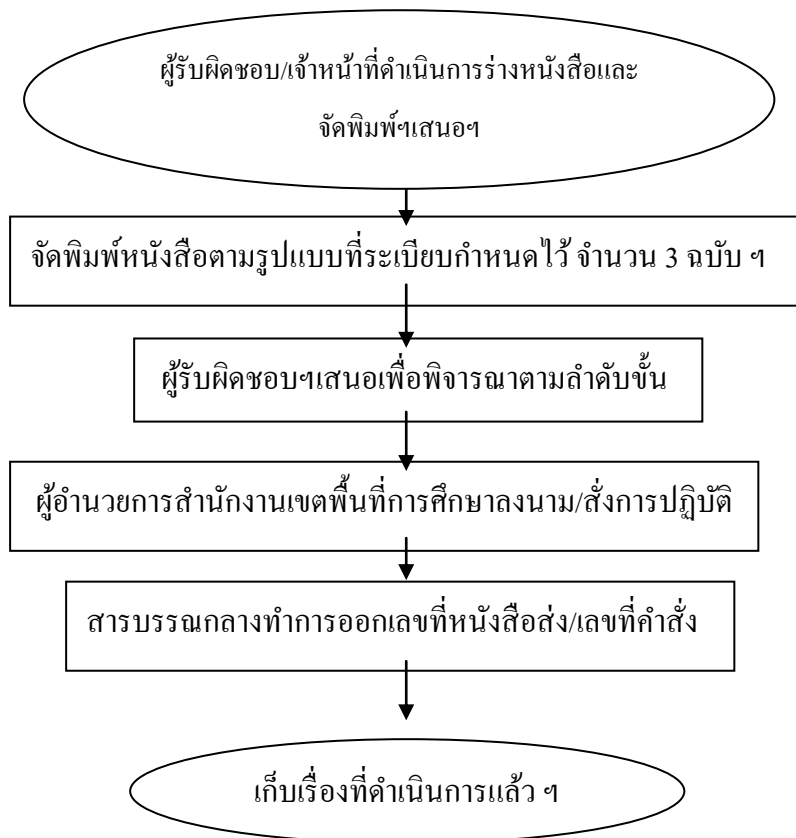 ผู้รับผิดชอบ/เจ้าหน้าที่ดำเนินการร่างหนังสือและ
จัดพิมพ์ฯเสนอฯ
จัดพิมพ์หนังสือตามรูปแบบที่ระเบียบกำหนดไว้ จำนวน 3 ฉบับ ฯ
ผู้รับผิดชอบฯเสนอเพื่อพิจารณาตามลำดับขั้น
ผู้อำนวยการสำนักงานเขตพื้นที่การศึกษาลงนาม/สั่งการปฏิบัติ
สารบรรณกลางทำการออกเลขที่หนังสือส่ง/เลขที่คำสั่ง
เก็บเรื่องที่ดำเนินการแล้ว ฯ